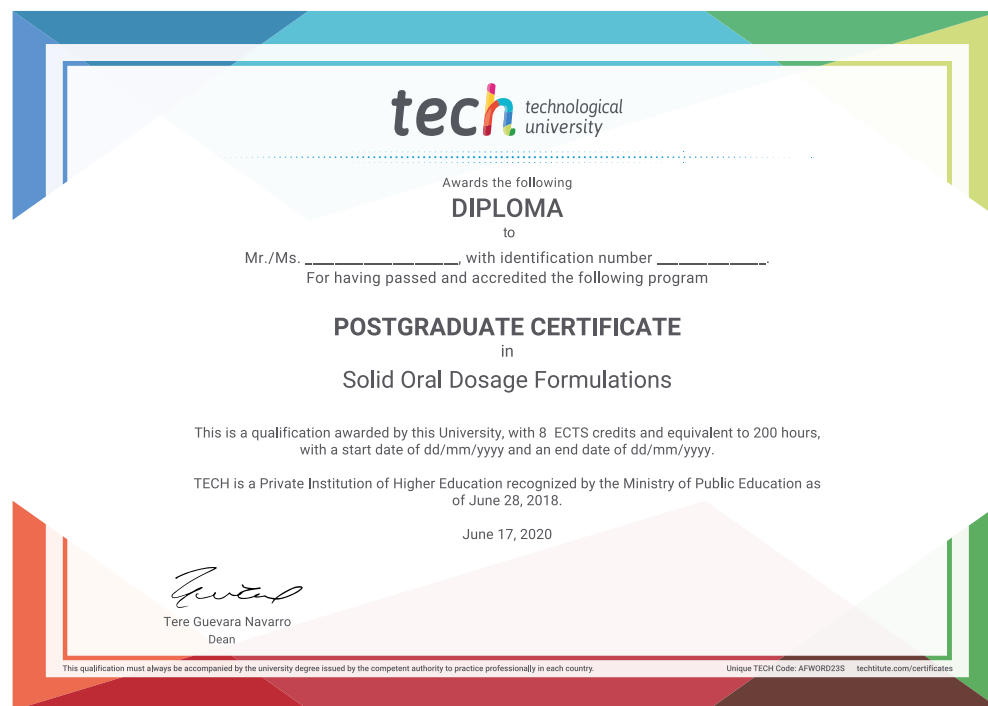 tech technological
university
Awards the following
DIPLOMA
to
Mr./Ms. ____________________, with identification number ______________.
For having passed and accredited the following program
POSTGRADUATE CERTIFICATE
in
Solid Oral Dosage Formulations
This is a qualification awarded by this University, with 8 ECTS credits and equivalent to 200 hours,
with a start date of dd/mm/yyyy and an end date of dd/mm/yyyy.
TECH is a Private Institution of Higher Education recognized by the Ministry of Public Education as
of June 28, 2018.
June 17, 2020
Tere Guevara Navarro
Dean
This qualification must always be accompanied by the university degree issued by the competent authority to practice professionally in each country.
Unique TECH Code: AFWORD23S techtitute.com/certificates